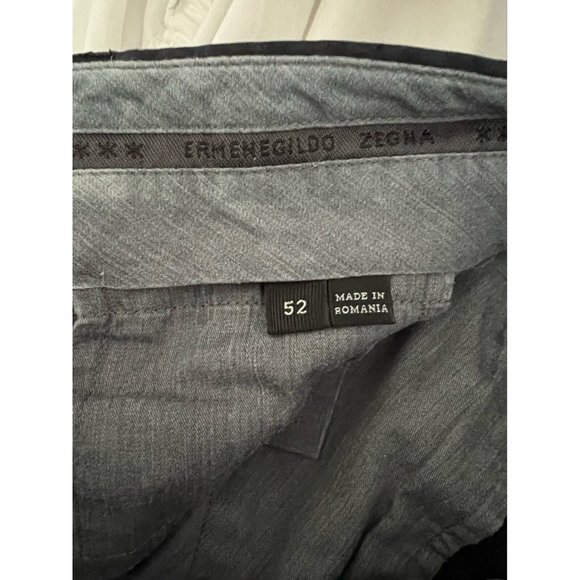 *** ERMENEGILDO ZEGNA ***
52
MADE IN
ROMANIA